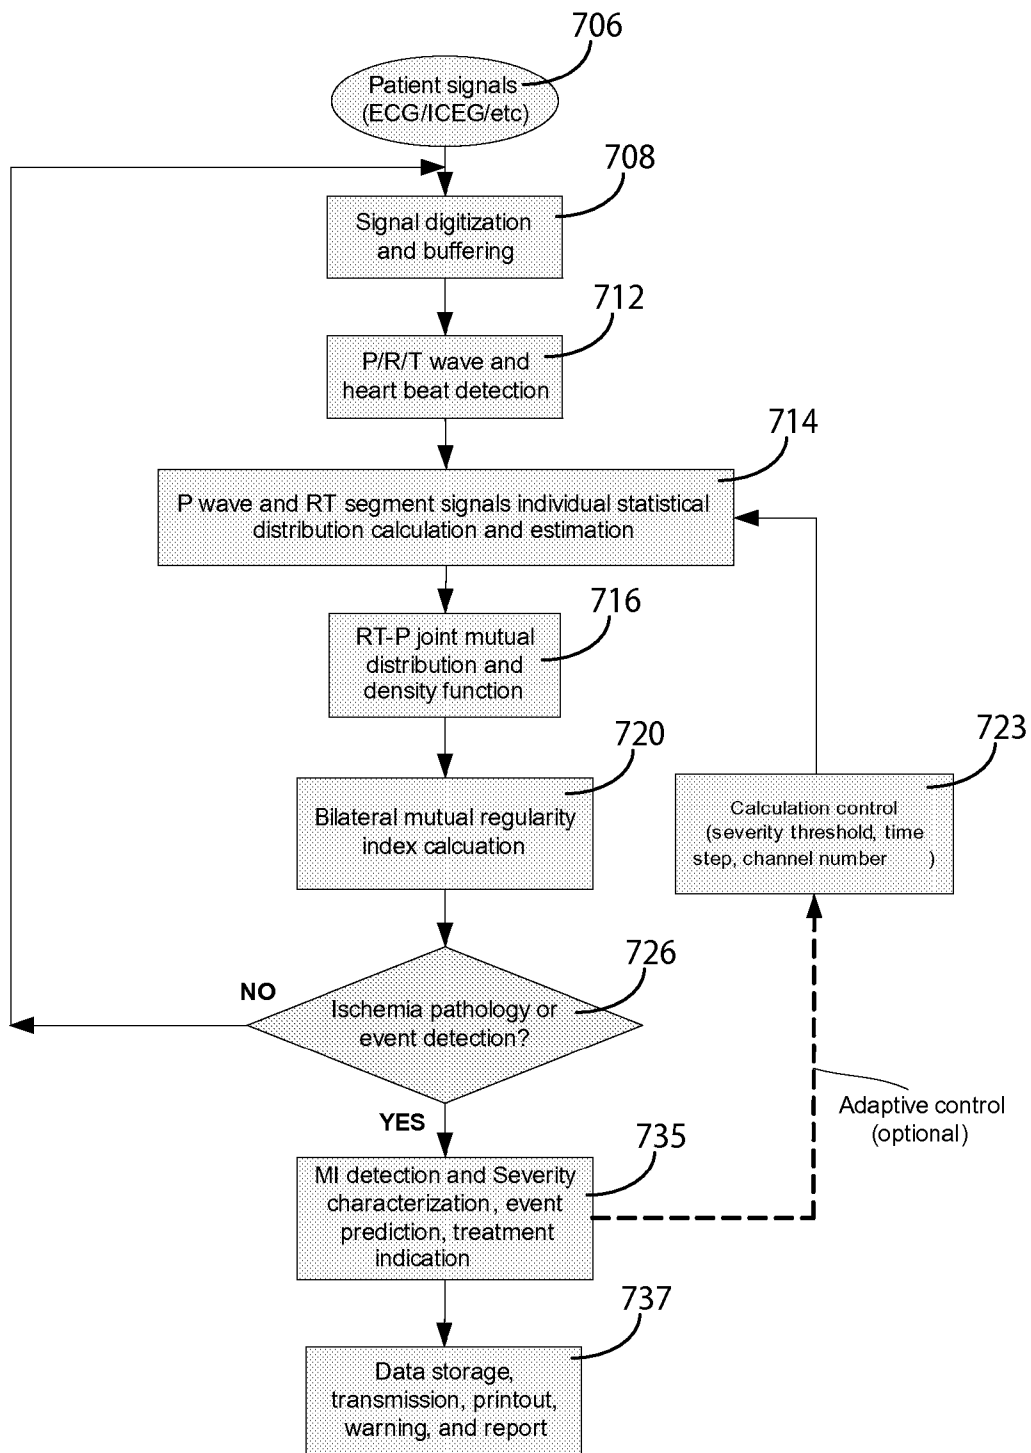 706
Patient signals
(ECG/ICEG/etc)
708
Signal digitization
and buffering
712
P/R/T wave and
heart beat detection
714
P wave and RT segment signals individual statistical
distribution calculation and estimation
716
RT-P joint mutual
distribution and
density function
720
Bilateral mutual regularity
index calcuation
723
Calculation control
(severity threshold, time
step, channel number )
726
Ischemia pathology or
event detection?
NO
YES
Adaptive control
(optional)
735
MI detection and Severity
characterization, event
prediction, treatment
indication
737
Data storage,
transmission, printout,
warning, and report